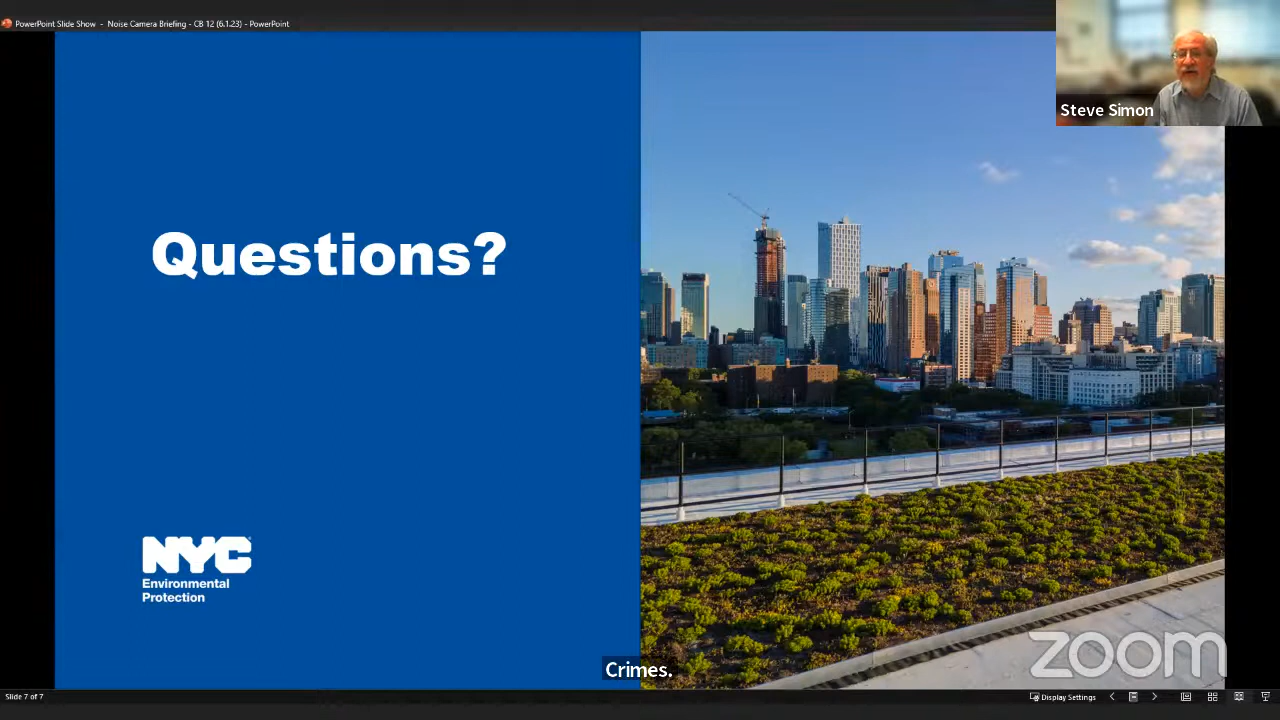 PowerPoint Slide Show - Noise Camera Briefing - CB 12 (6.1.23) - PowerPoint
Steve Simon
Questions?
NYC
Environmental
Protection
zoom
Crimes.
Slide 7 of 7
Display Settings